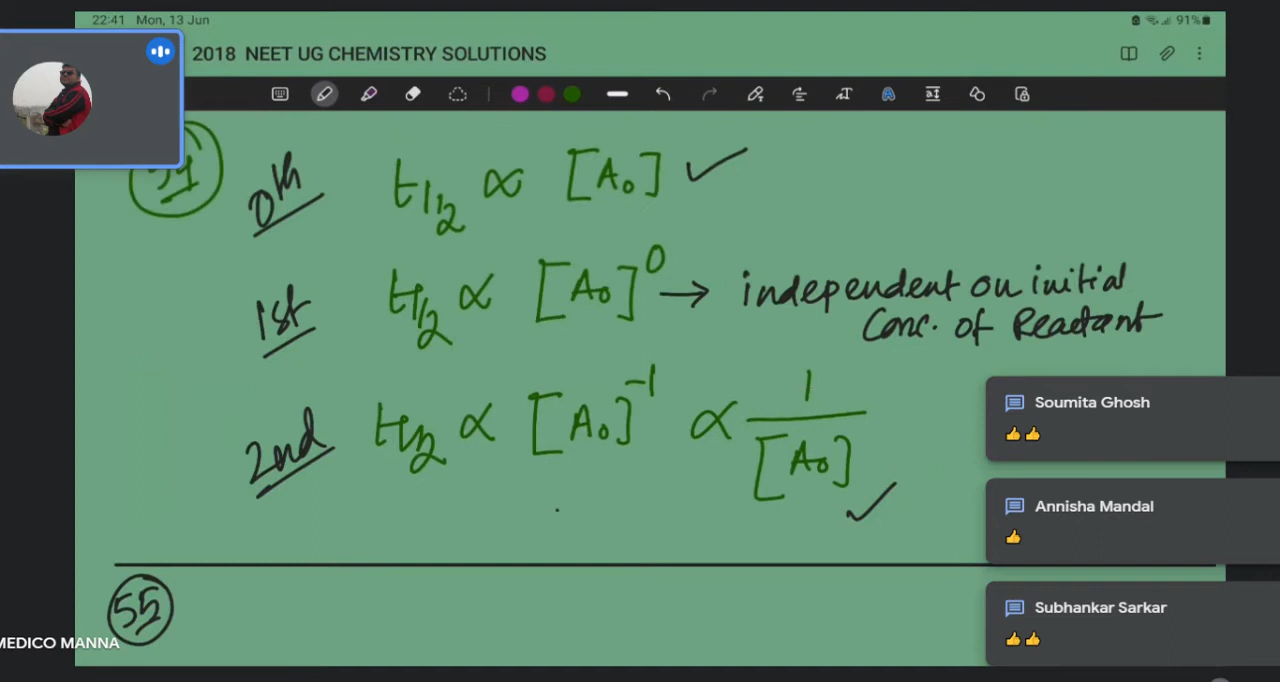 22:41 Mon, 13 Jun
91%
2018 NEET UG CHEMISTRY SOLUTIONS
0th t1/2 ∝ [A0] ✓
1st t1/2 ∝ [A0]^0 → independent on initial
Conc. of Reactant
2nd t1/2 ∝ [A0]^-1 ∝ 1/[A0] ✓
Soumita Ghosh
👍👍
Annisha Mandal
👍
Subhankar Sarkar
👍👍
55
MEDICO MANNA